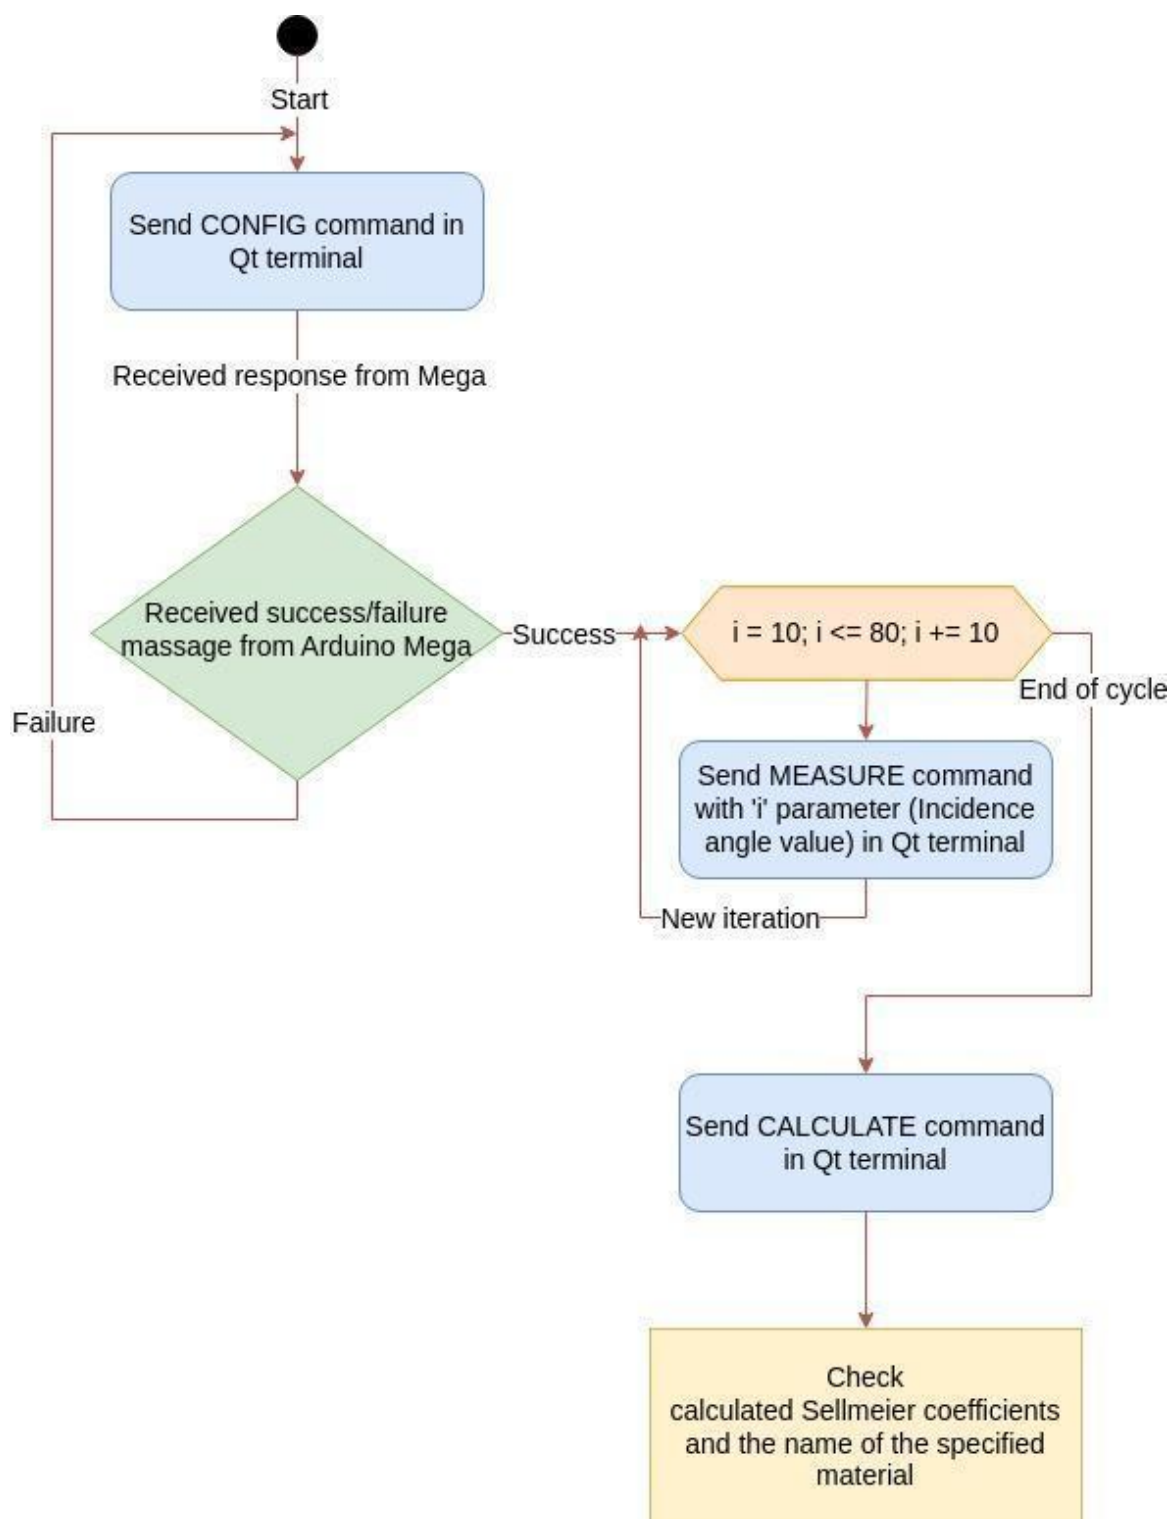 Start
Send CONFIG command in
Qt terminal
Received response from Mega
Received success/failure
massage from Arduino Mega
Success
Failure
i = 10; i <= 80; i += 10
End of cycle
Send MEASURE command
with 'i' parameter (Incidence
angle value) in Qt terminal
New iteration
Send CALCULATE command
in Qt terminal
Check
calculated Sellmeier coefficients
and the name of the specified
material